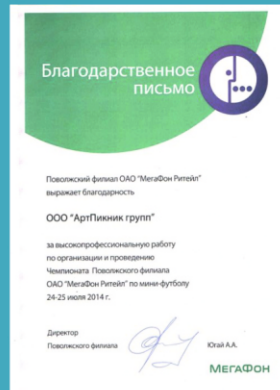 Благодарственное
письмо
Поволжский филиал ОАО "МегаФон Ритейл"
выражает благодарность
ООО "АртПикник групп"
за высокопрофессиональную работу
по организации и проведению
Чемпионата Поволжского филиала
ОАО "МегаФон Ритейл" по мини-футболу
24-25 июля 2014 г.
Директор
Поволжского филиала Югай А.А.
МЕГАФОН